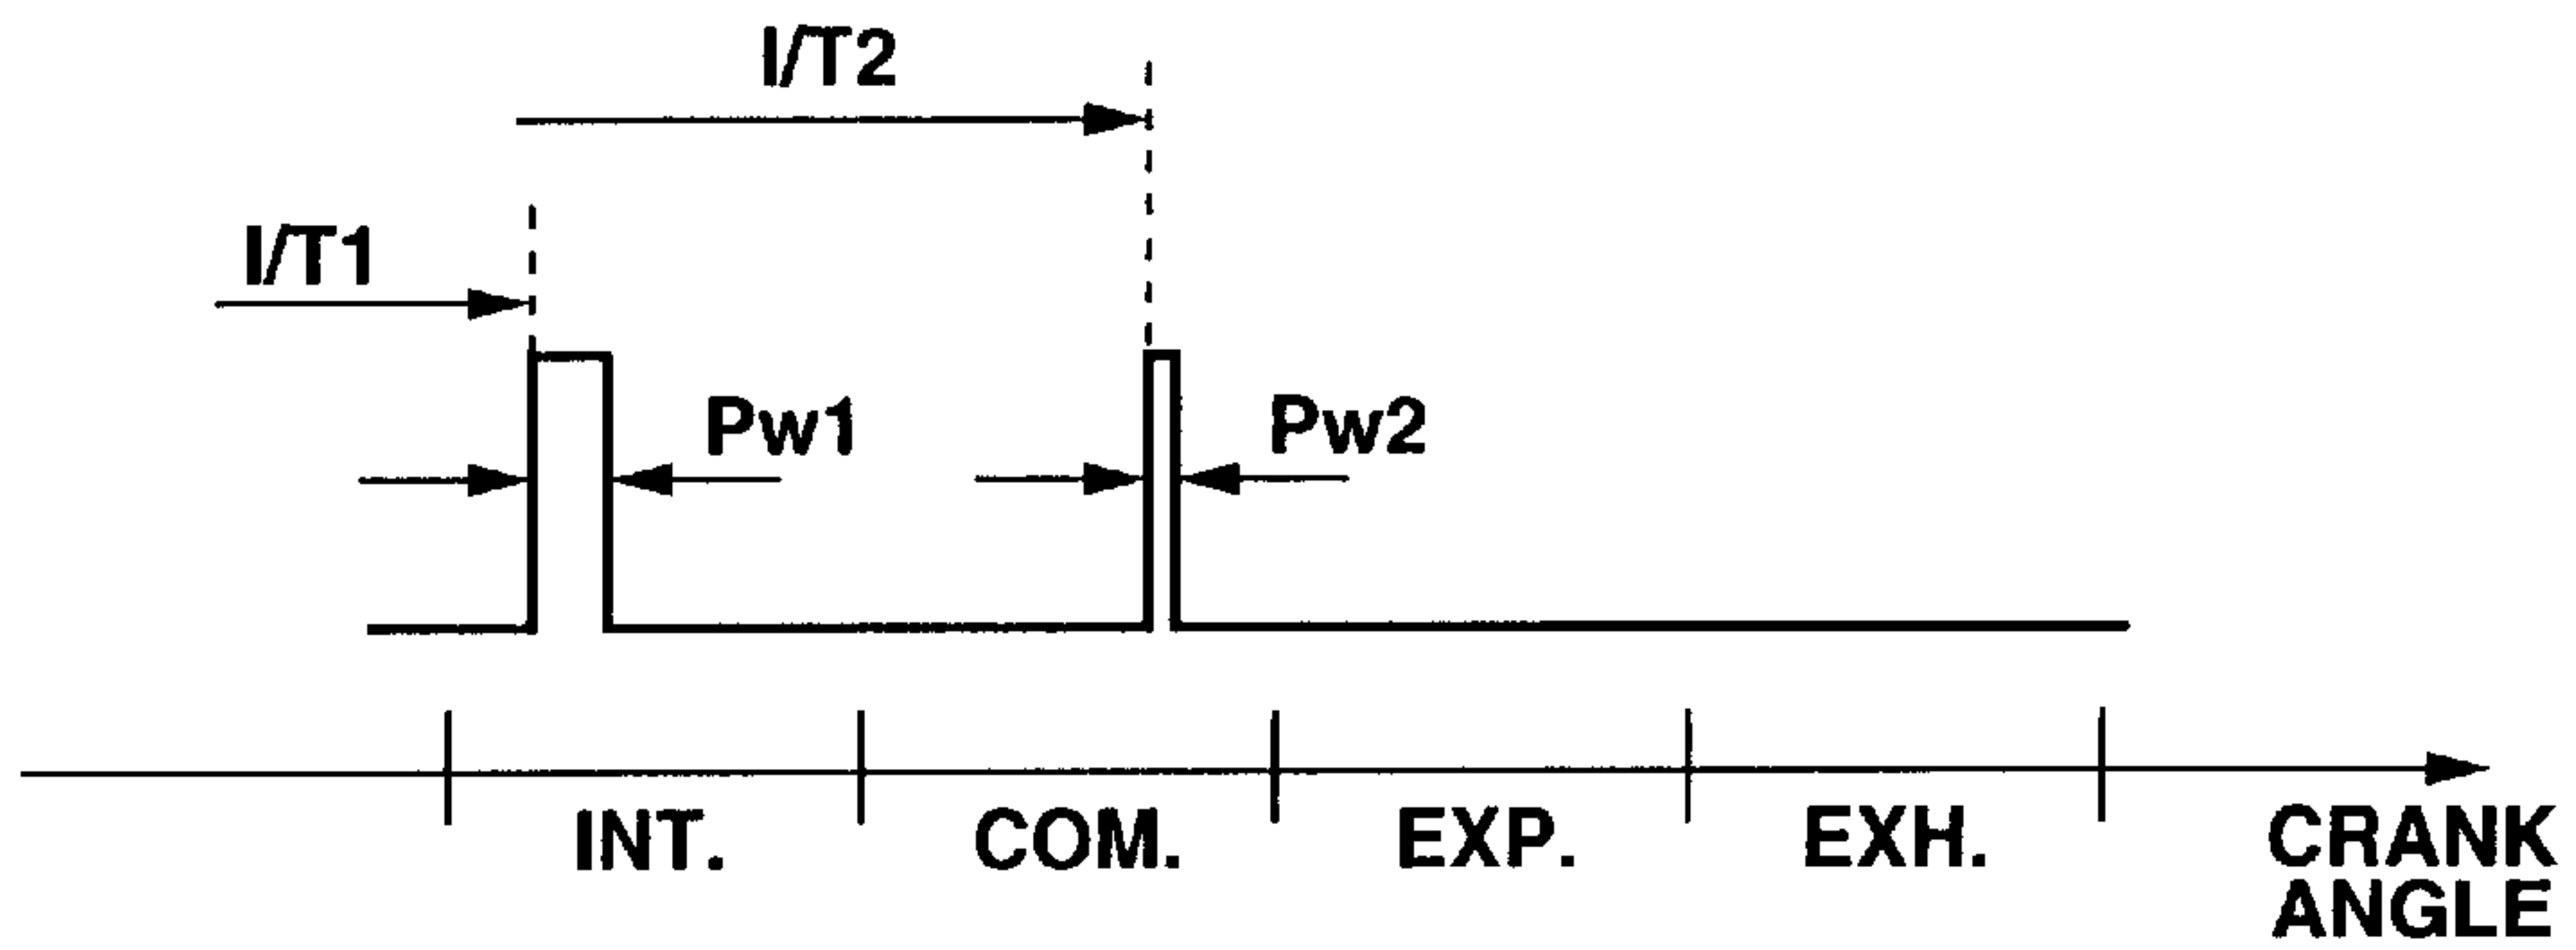 I/T2
I/T1
Pw1
Pw2
INT.
COM.
EXP.
EXH.
CRANK
ANGLE